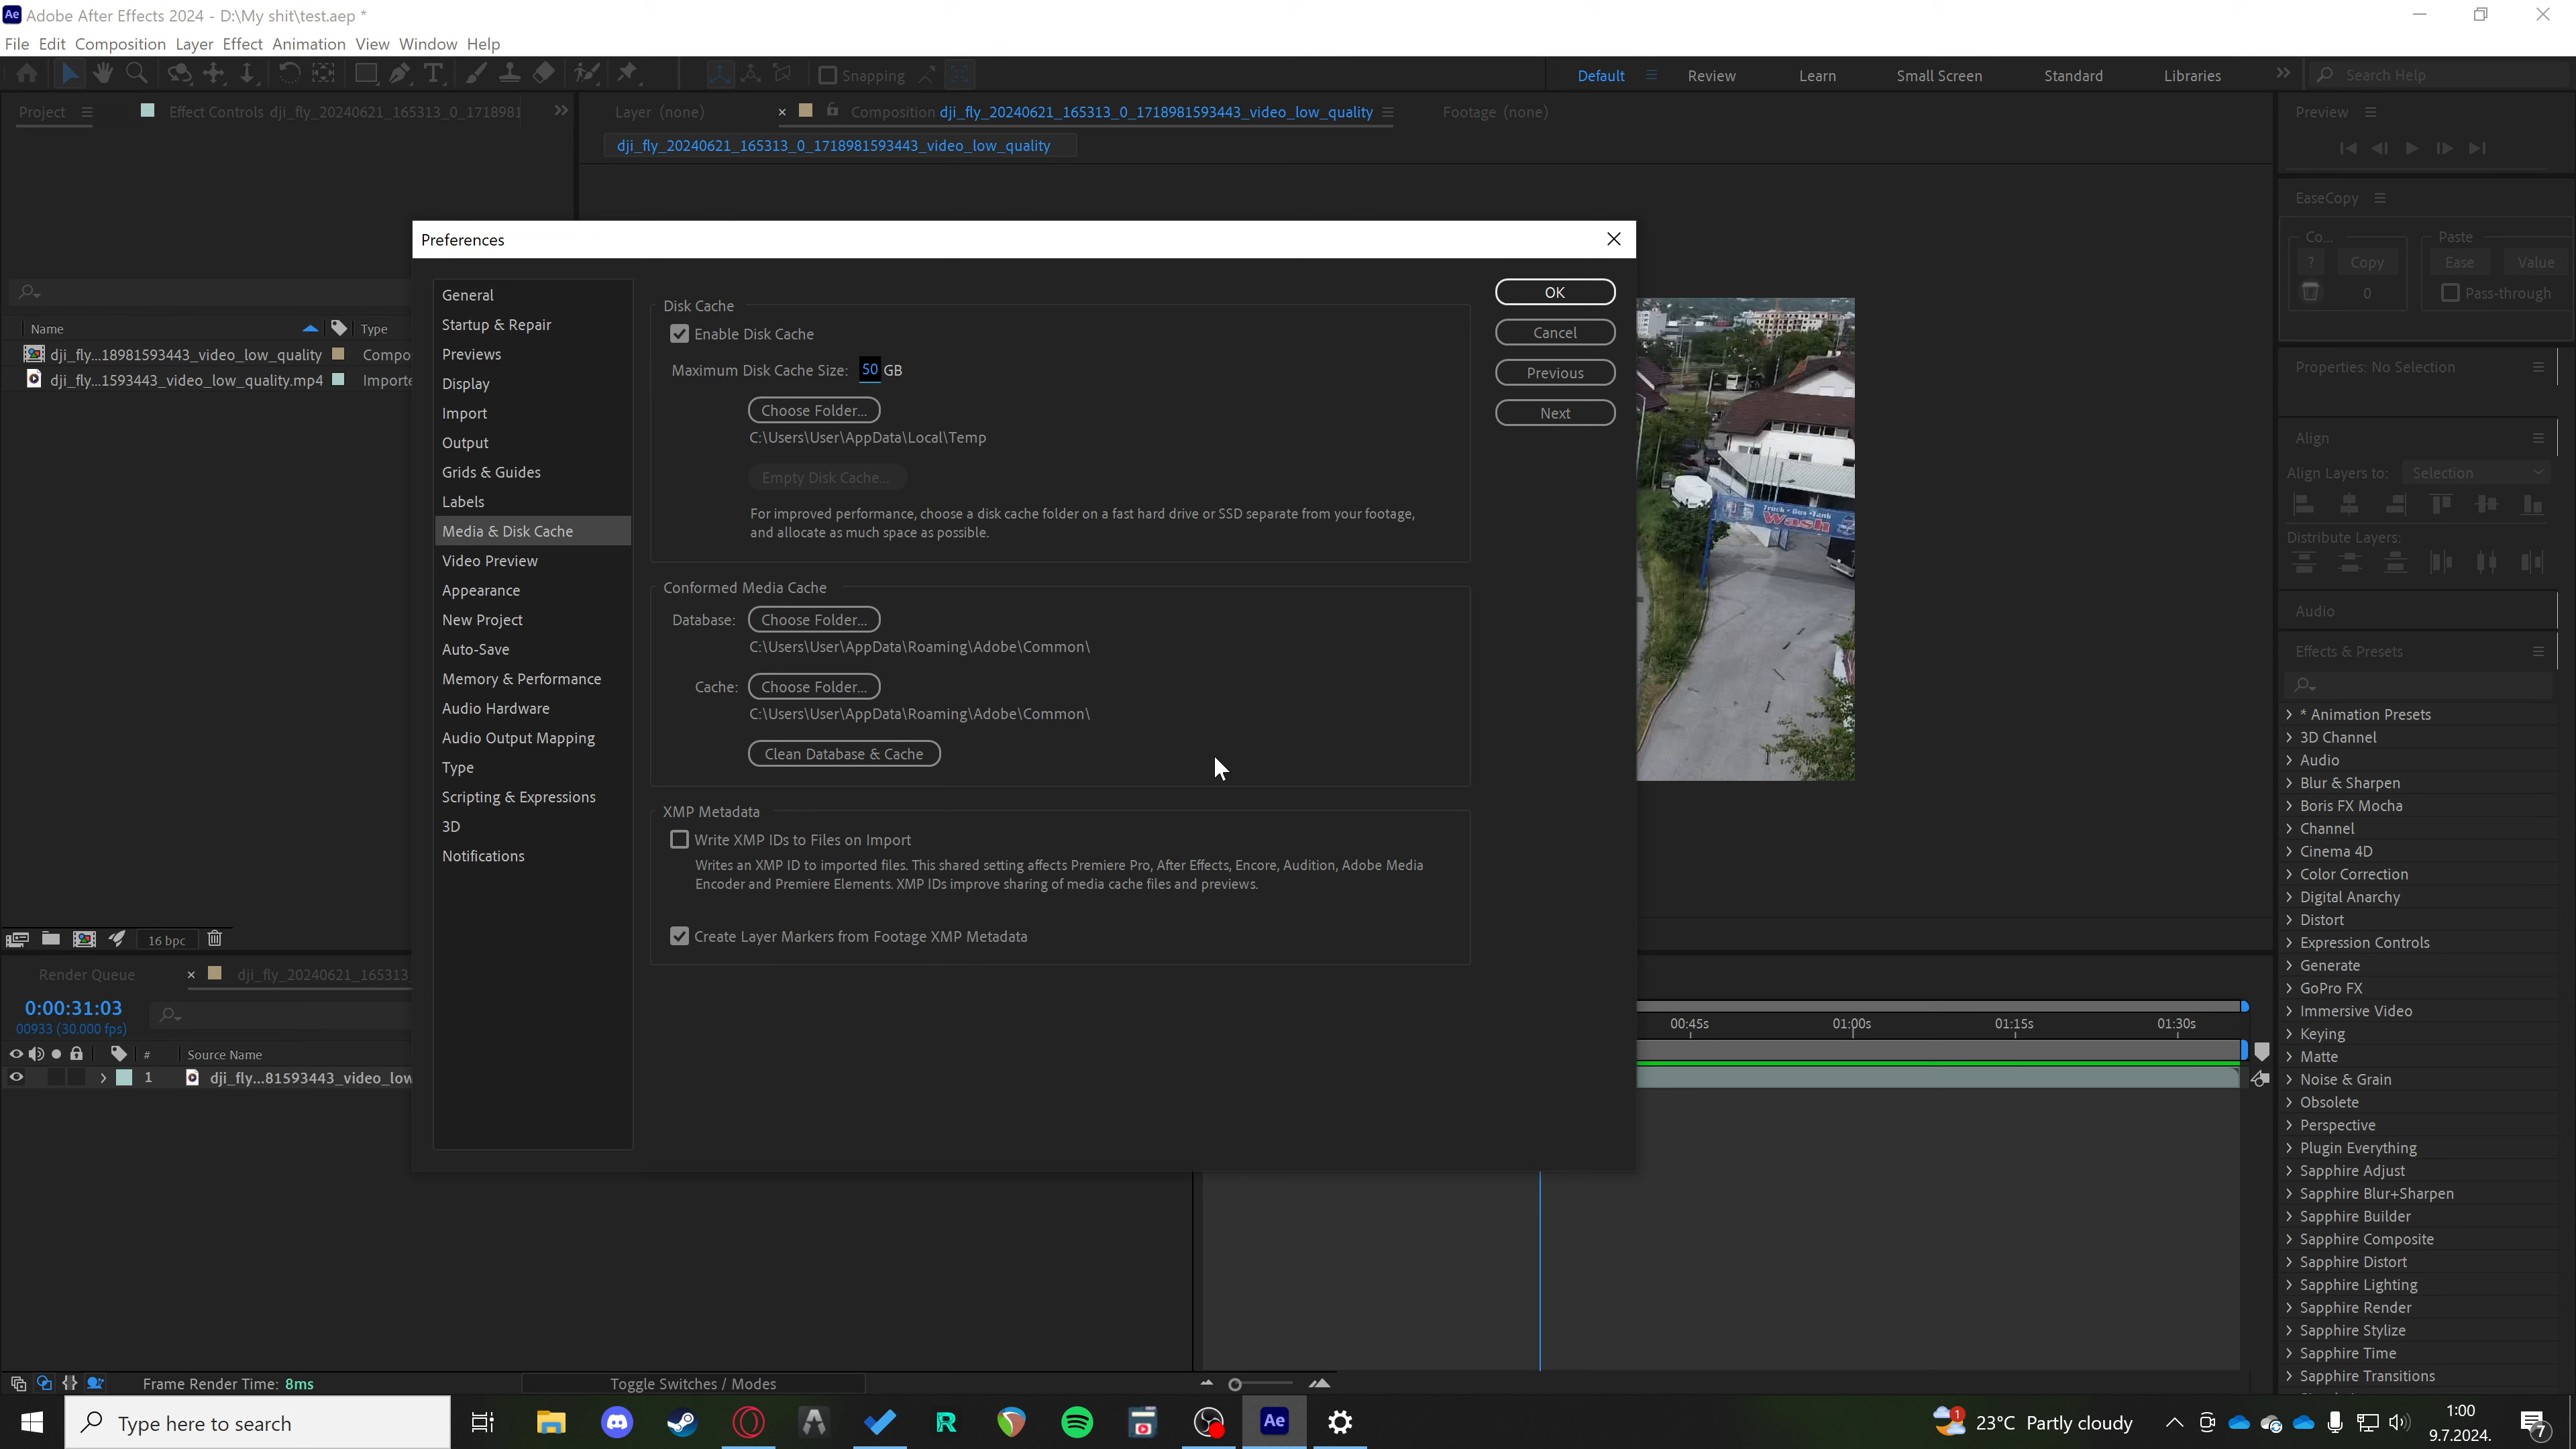 Adobe After Effects 2024 - D:\My shit\test.aep *
File Edit Composition Layer Effect Animation View Window Help
Snapping
Default
Review
Learn
Small Screen
Standard
Libraries
Search Help
Project
Effect Controls dji_fly_20240621_165313_0_1718981
Layer (none)
Composition dji_fly_20240621_165313_0_1718981593443_video_low_quality
Footage (none)
dji_fly_20240621_165313_0_1718981593443_video_low_quality
Name
Type
dji_fly...18981593443_video_low_quality Compo
dji_fly...1593443_video_low_quality.mp4 Importe
16 bpc
Preferences
General
Startup & Repair
Previews
Display
Import
Output
Grids & Guides
Labels
Media & Disk Cache
Video Preview
Appearance
New Project
Auto-Save
Memory & Performance
Audio Hardware
Audio Output Mapping
Type
Scripting & Expressions
3D
Notifications
Disk Cache
Enable Disk Cache
Maximum Disk Cache Size: 50 GB
Choose Folder...
C:\Users\User\AppData\Local\Temp
Empty Disk Cache...
For improved performance, choose a disk cache folder on a fast hard drive or SSD separate from your footage,
and allocate as much space as possible.
Conformed Media Cache
Database: Choose Folder...
C:\Users\User\AppData\Roaming\Adobe\Common\
Cache: Choose Folder...
C:\Users\User\AppData\Roaming\Adobe\Common\
Clean Database & Cache
XMP Metadata
Write XMP IDs to Files on Import
Writes an XMP ID to imported files. This shared setting affects Premiere Pro, After Effects, Encore, Audition, Adobe Media
Encoder and Premiere Elements. XMP IDs improve sharing of media cache files and previews.
Create Layer Markers from Footage XMP Metadata
OK
Cancel
Previous
Next
Truck • Bus • Tank
Wash
Preview
EaseCopy
Co...
Paste
? Copy
Ease
Value
0
Pass-through
Properties: No Selection
Align
Align Layers to: Selection
Distribute Layers:
Audio
Effects & Presets
* Animation Presets
3D Channel
Audio
Blur & Sharpen
Boris FX Mocha
Channel
Cinema 4D
Color Correction
Digital Anarchy
Distort
Expression Controls
Generate
GoPro FX
Immersive Video
Keying
Matte
Noise & Grain
Obsolete
Perspective
Plugin Everything
Sapphire Adjust
Sapphire Blur+Sharpen
Sapphire Builder
Sapphire Composite
Sapphire Distort
Sapphire Lighting
Sapphire Render
Sapphire Stylize
Sapphire Time
Sapphire Transitions
Render Queue
dji_fly_20240621_165313
0:00:31:03
00933 (30.000 fps)
# Source Name
1 dji_fly...81593443_video_low
00:45s
01:00s
01:15s
01:30s
Frame Render Time: 8ms
Toggle Switches / Modes
Type here to search
Ae
1
23°C Partly cloudy
1:00
9.7.2024.
7